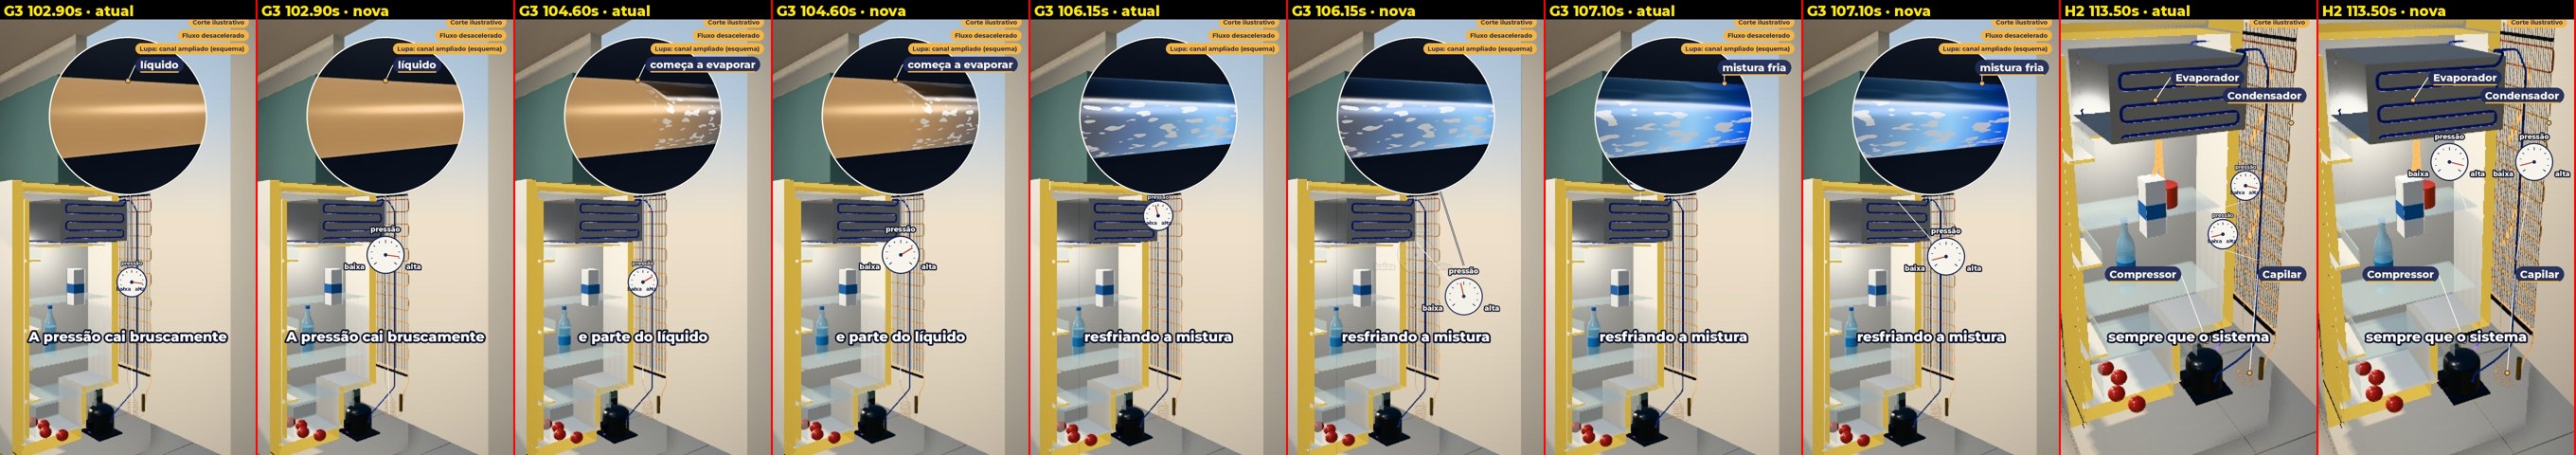 G3 102.90s · atual
Corte ilustrativo
Fluxo desacelerado
Lupa: canal ampliado (esquema)
líquido
pressão
baixa alta
A pressão cai bruscamente
G3 102.90s · nova
Corte ilustrativo
Fluxo desacelerado
Lupa: canal ampliado (esquema)
líquido
pressão
baixa alta
A pressão cai bruscamente
G3 104.60s · atual
Corte ilustrativo
Fluxo desacelerado
Lupa: canal ampliado (esquema)
começa a evaporar
pressão
baixa alta
e parte do líquido
G3 104.60s · nova
Corte ilustrativo
Fluxo desacelerado
Lupa: canal ampliado (esquema)
começa a evaporar
pressão
baixa alta
e parte do líquido
G3 106.15s · atual
Corte ilustrativo
Fluxo desacelerado
Lupa: canal ampliado (esquema)
pressão
baixa alta
resfriando a mistura
G3 106.15s · nova
Corte ilustrativo
Fluxo desacelerado
Lupa: canal ampliado (esquema)
pressão
baixa alta
resfriando a mistura
G3 107.10s · atual
Corte ilustrativo
Fluxo desacelerado
Lupa: canal ampliado (esquema)
mistura fria
resfriando a mistura
G3 107.10s · nova
Corte ilustrativo
Fluxo desacelerado
Lupa: canal ampliado (esquema)
mistura fria
pressão
baixa alta
resfriando a mistura
H2 113.50s · atual
Corte ilustrativo
Evaporador
Condensador
pressão
baixa alta
pressão
baixa alta
Compressor
Capilar
sempre que o sistema
H2 113.50s · nova
Corte ilustrativo
Evaporador
Condensador
pressão pressão
baixa alta baixa alta
Compressor
Capilar
sempre que o sistema